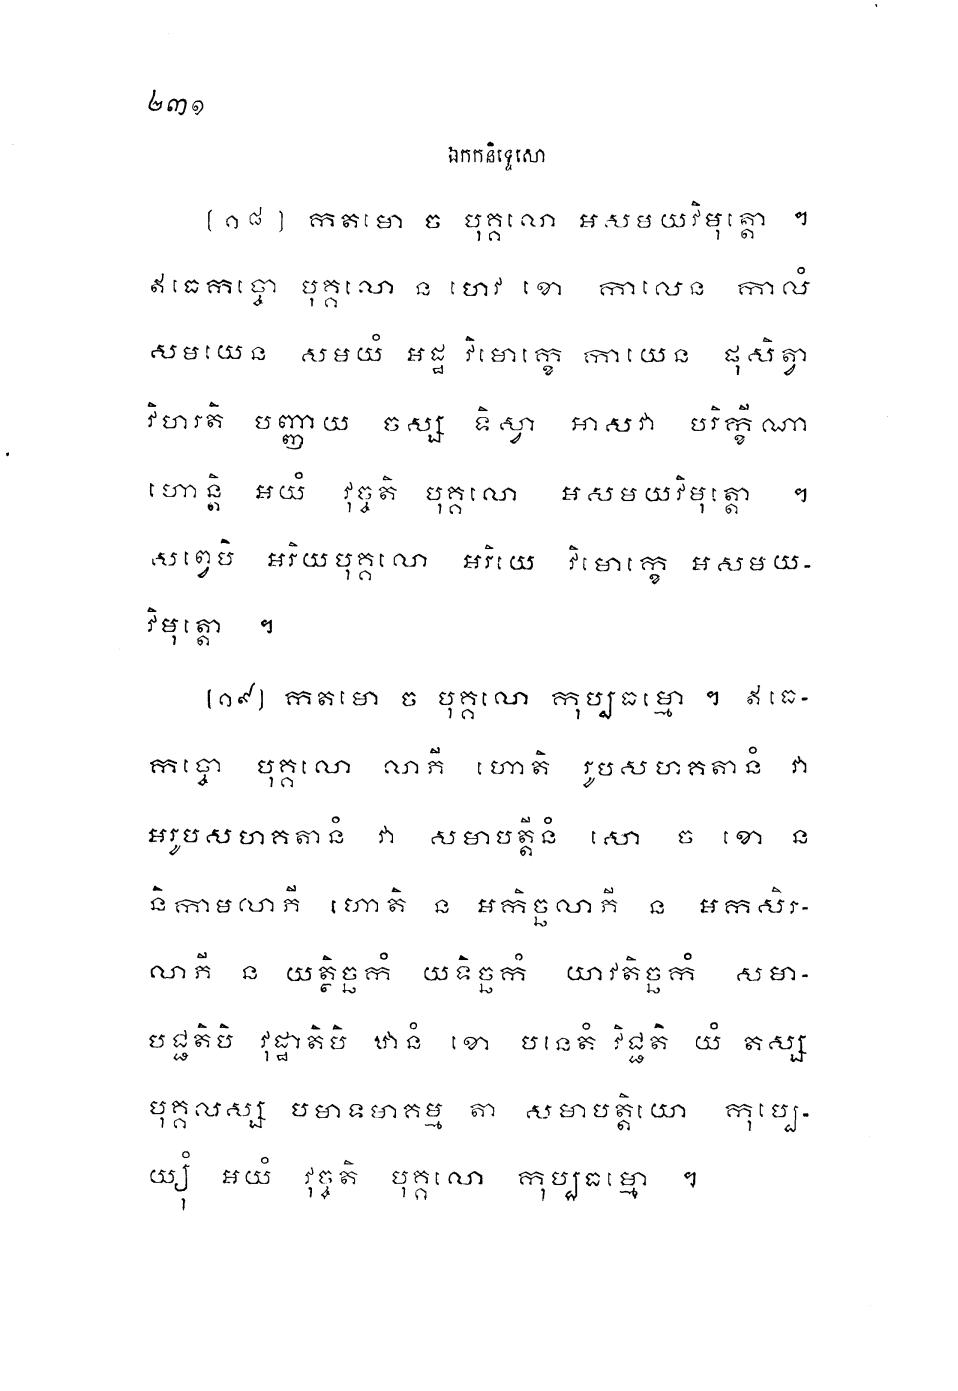 ២៣១
ឯកកនិទ្ទេសោ
[១៨] កតមោ ច បុគ្គលោ អសមយវិមុត្តោ ។
ឥធេកច្ចោ បុគ្គលោ ន ហេវ ខោ កាលេន កាលំ
សមយេន សមយំ អដ្ឋ វិមោក្ខេ កាយេន ផុសិត្វា
វិហរតិ បញ្ញាយ ចស្ស ទិស្វា អាសវា បរិក្ខីណា
ហោន្តិ អយំ វុច្ចតិ បុគ្គលោ អសមយវិមុត្តោ ។
សព្វេបិ អរិយបុគ្គលោ អរិយេ វិមោក្ខេ អសមយ-
វិមុត្តោ ។
[១៩] កតមោ ច បុគ្គលោ កុប្បធម្មោ ។ ឥធេ-
កច្ចោ បុគ្គលោ លាភី ហោតិ រូបសហគតានំ វា
អរូបសហគតានំ វា សមាបត្តីនំ សោ ច ខោ ន
និកាមលាភី ហោតិ ន អកិច្ឆលាភី ន អកសិរ-
លាភី ន យត្ថិច្ឆកំ យទិច្ឆកំ យាវតិច្ឆកំ សមា-
បជ្ជតិបិ វុដ្ឋាតិបិ ឋានំ ខោ បនេតំ វិជ្ជតិ យំ តស្ស
បុគ្គលស្ស បមាទមាគម្ម តា សមាបត្តិយោ កុប្បេ-
យ្យុំ អយំ វុច្ចតិ បុគ្គលោ កុប្បធម្មោ ។